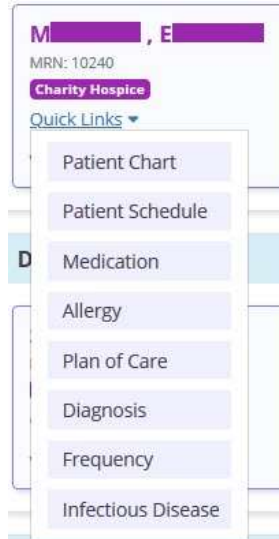 M , E
MRN: 10240
Charity Hospice
Quick Links
Patient Chart
Patient Schedule
D
Medication
Allergy
Plan of Care
Diagnosis
Frequency
Infectious Disease